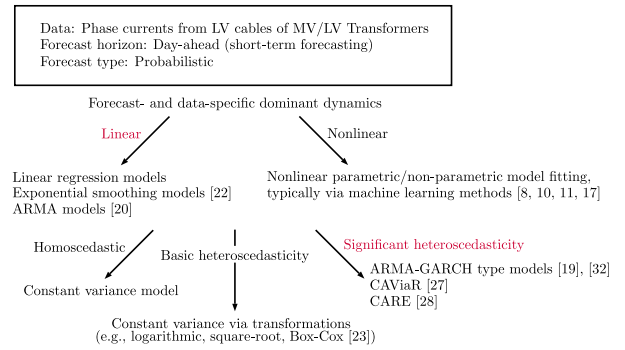 Data: Phase currents from LV cables of MV/LV Transformers
Forecast horizon: Day-ahead (short-term forecasting)
Forecast type: Probabilistic
Forecast- and data-specific dominant dynamics
Linear
Nonlinear
Linear regression models
Exponential smoothing models [22]
ARMA models [20]
Nonlinear parametric/non-parametric model fitting,
typically via machine learning methods [8, 10, 11, 17]
Homoscedastic
Basic heteroscedasticity
Significant heteroscedasticity
Constant variance model
ARMA-GARCH type models [19], [32]
CAViaR [27]
CARE [28]
Constant variance via transformations
(e.g., logarithmic, square-root, Box-Cox [23])